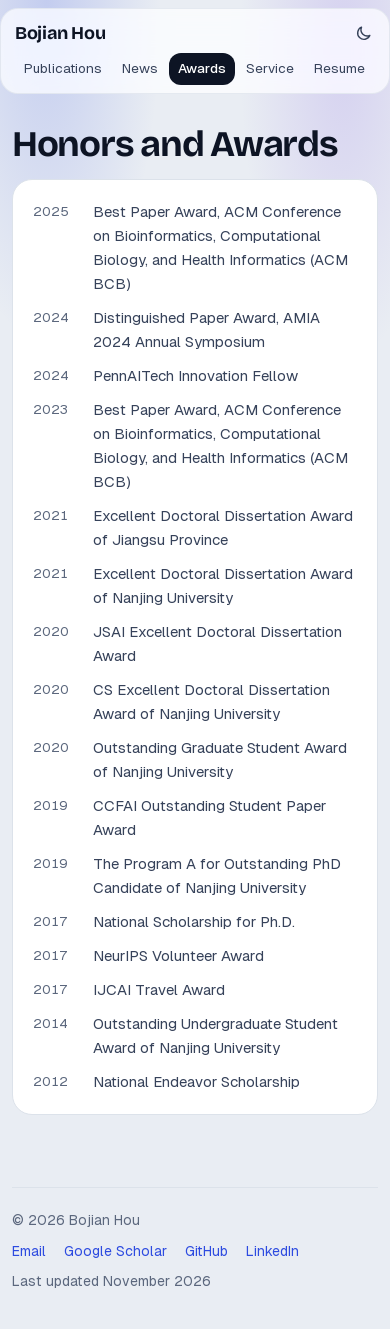 Bojian Hou
Publications News Awards Service Resume
Honors and Awards
2025 Best Paper Award, ACM Conference
on Bioinformatics, Computational
Biology, and Health Informatics (ACM
BCB)
2024 Distinguished Paper Award, AMIA
2024 Annual Symposium
2024 PennAITech Innovation Fellow
2023 Best Paper Award, ACM Conference
on Bioinformatics, Computational
Biology, and Health Informatics (ACM
BCB)
2021 Excellent Doctoral Dissertation Award
of Jiangsu Province
2021 Excellent Doctoral Dissertation Award
of Nanjing University
2020 JSAI Excellent Doctoral Dissertation
Award
2020 CS Excellent Doctoral Dissertation
Award of Nanjing University
2020 Outstanding Graduate Student Award
of Nanjing University
2019 CCFAI Outstanding Student Paper
Award
2019 The Program A for Outstanding PhD
Candidate of Nanjing University
2017 National Scholarship for Ph.D.
2017 NeurIPS Volunteer Award
2017 IJCAI Travel Award
2014 Outstanding Undergraduate Student
Award of Nanjing University
2012 National Endeavor Scholarship
© 2026 Bojian Hou
Email Google Scholar GitHub LinkedIn
Last updated November 2026